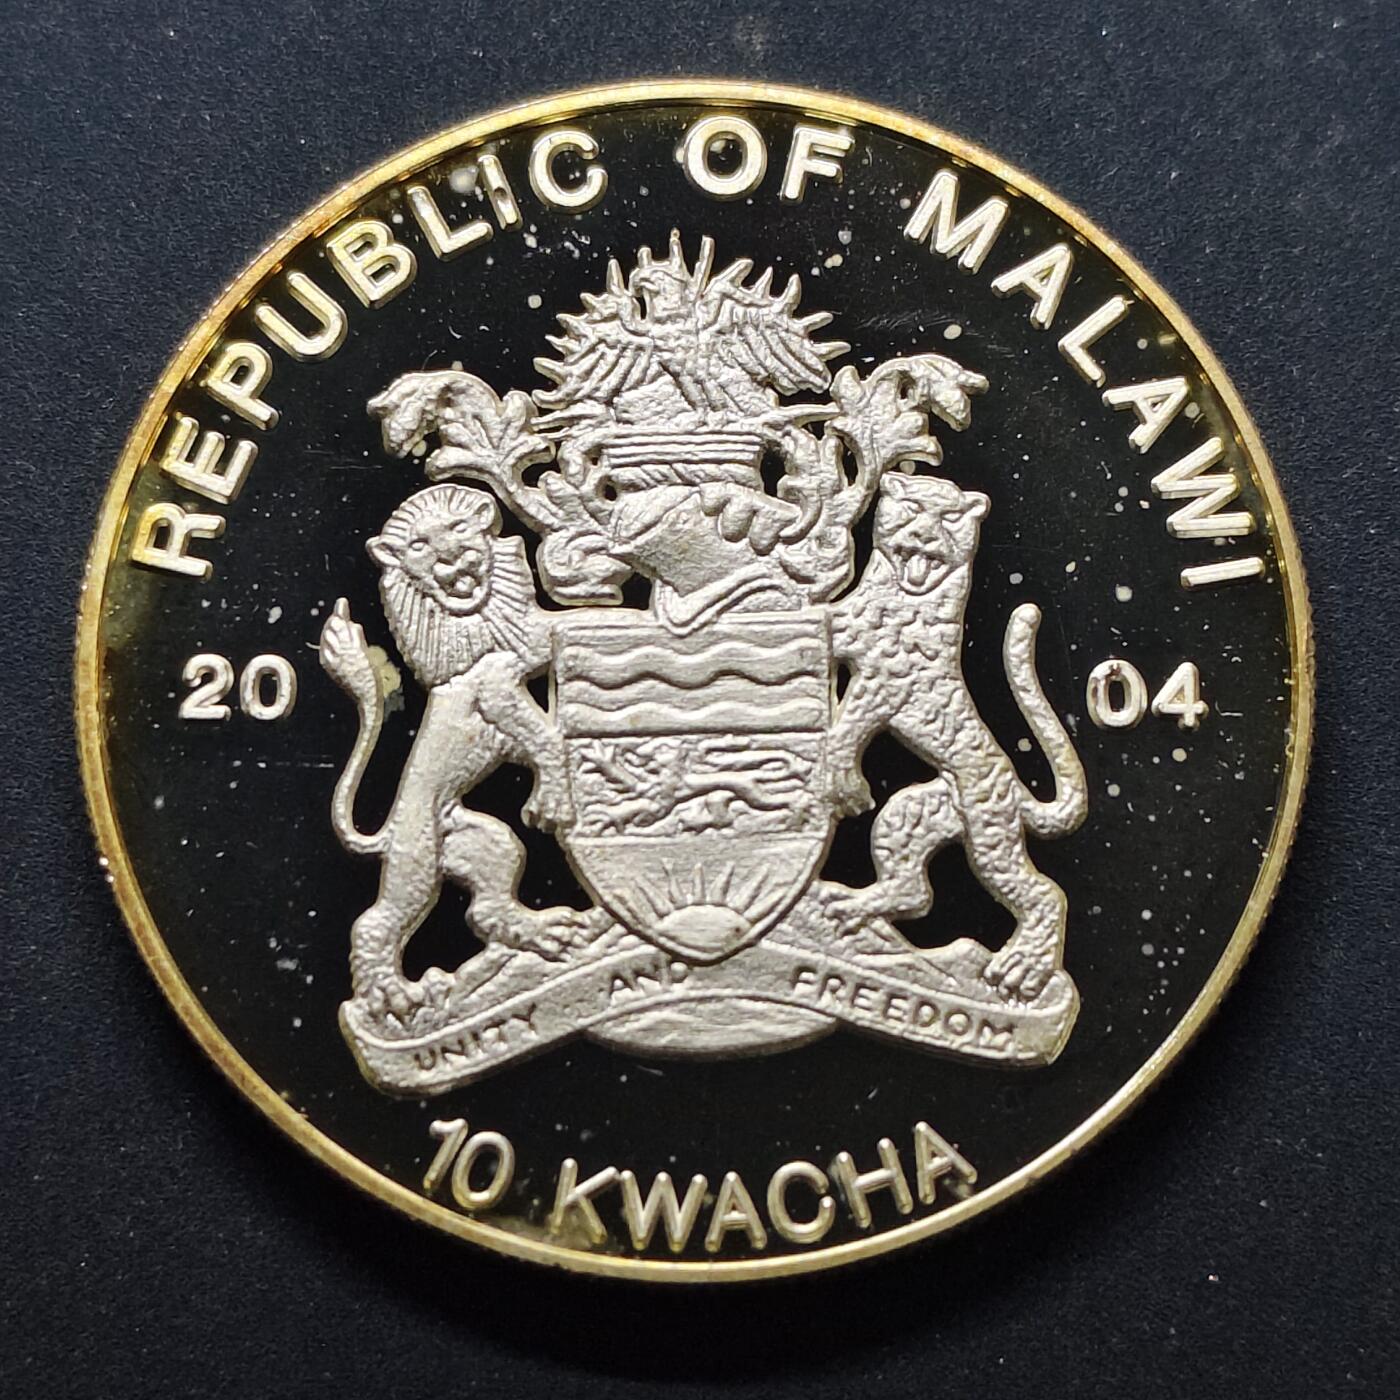 REPUBLIC OF MALAWI
20 04
UNITY AND FREEDOM
10 KWACHA